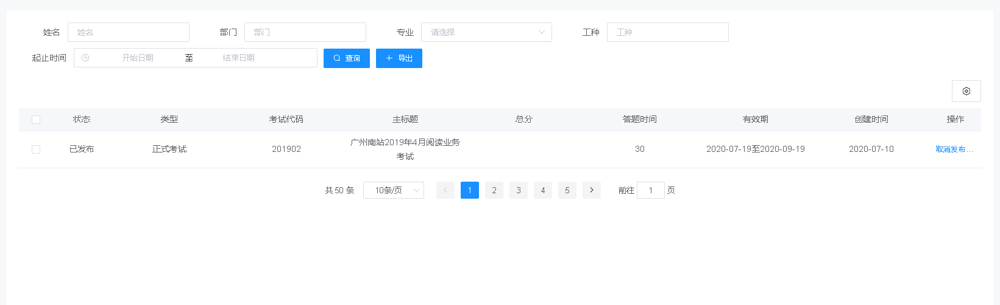 姓名 姓名 部门 部门 专业 请选择 工种 工种
起止时间 开始日期 至 结束日期 查询 导出
状态 类型 考试代码 主标题 总分 答题时间 有效期 创建时间 操作
已发布 正式考试 201902 广州南站2019年4月阅读业务 30 2020-07-19至2020-09-19 2020-07-10 取消发布...
考试
共 50 条 10条/页 1 2 3 4 5 前往 1 页